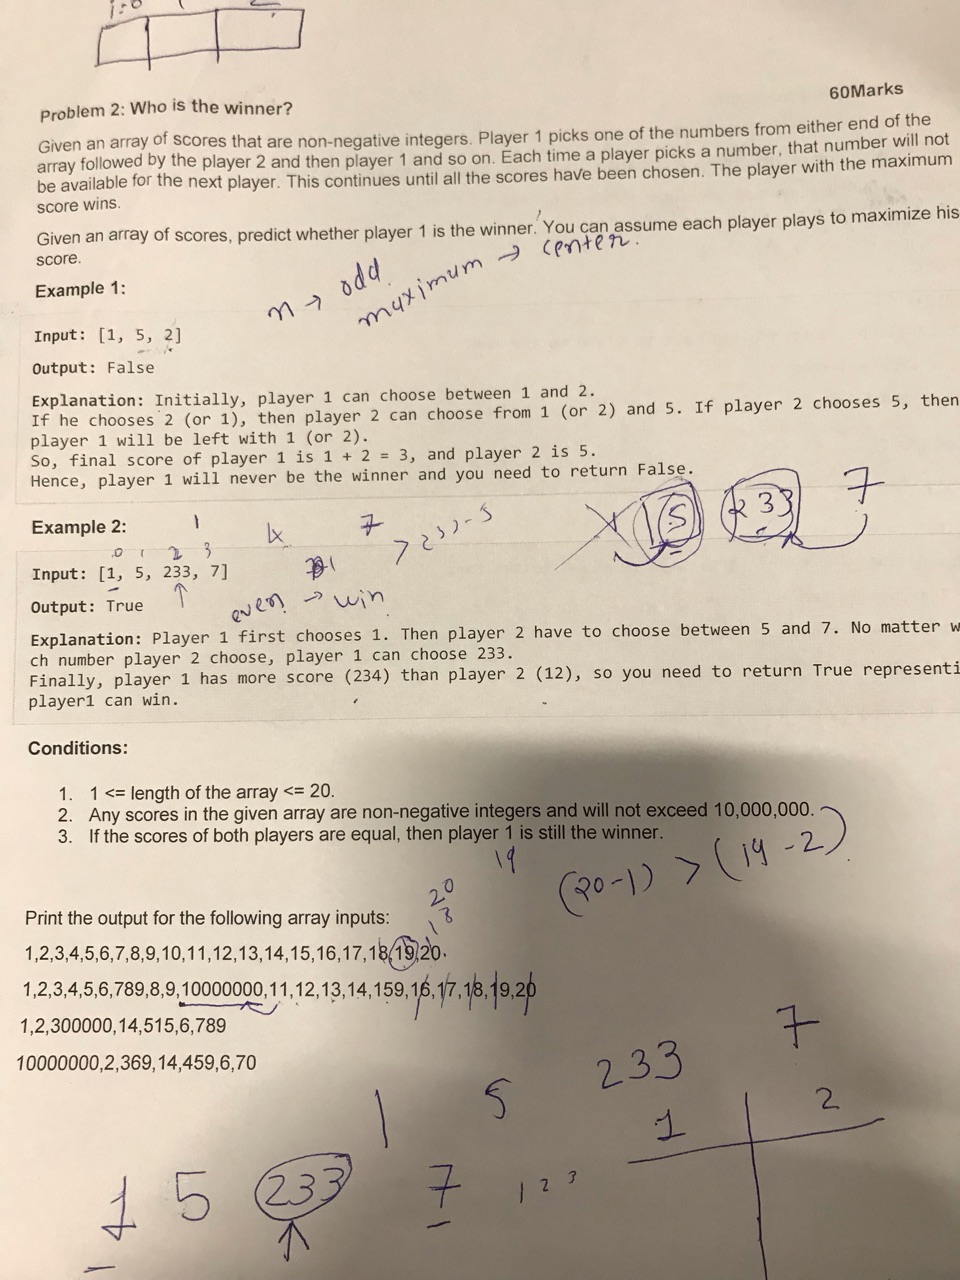 i=0
Problem 2: Who is the winner?
60Marks
Given an array of scores that are non-negative integers. Player 1 picks one of the numbers from either end of the
array followed by the player 2 and then player 1 and so on. Each time a player picks a number, that number will not
be available for the next player. This continues until all the scores have been chosen. The player with the maximum
score wins.
Given an array of scores, predict whether player 1 is the winner. You can assume each player plays to maximize his
score.
n → odd
maximum → center.
Example 1:
Input: [1, 5, 2]
Output: False
Explanation: Initially, player 1 can choose between 1 and 2.
If he chooses 2 (or 1), then player 2 can choose from 1 (or 2) and 5. If player 2 chooses 5, then
player 1 will be left with 1 (or 2).
So, final score of player 1 is 1 + 2 = 3, and player 2 is 5.
Hence, player 1 will never be the winner and you need to return False.
1 5 233 7
Example 2:
1 4 7
0 1 2 3
> 233-5
Input: [1, 5, 233, 7]
Output: True
even → win
Explanation: Player 1 first chooses 1. Then player 2 have to choose between 5 and 7. No matter w
ch number player 2 choose, player 1 can choose 233.
Finally, player 1 has more score (234) than player 2 (12), so you need to return True representi
player1 can win.
Conditions:
1. 1 <= length of the array <= 20.
2. Any scores in the given array are non-negative integers and will not exceed 10,000,000.
3. If the scores of both players are equal, then player 1 is still the winner.
19
(20-1) > (19-2)
20
18
Print the output for the following array inputs:
1,2,3,4,5,6,7,8,9,10,11,12,13,14,15,16,17,18,19,20.
1,2,3,4,5,6,789,8,9,10000000,11,12,13,14,159,16,17,18,19,20
1,2,300000,14,515,6,789
10000000,2,369,14,459,6,70
1 5 233 7
1 2
1 5 233 7
1 2 3